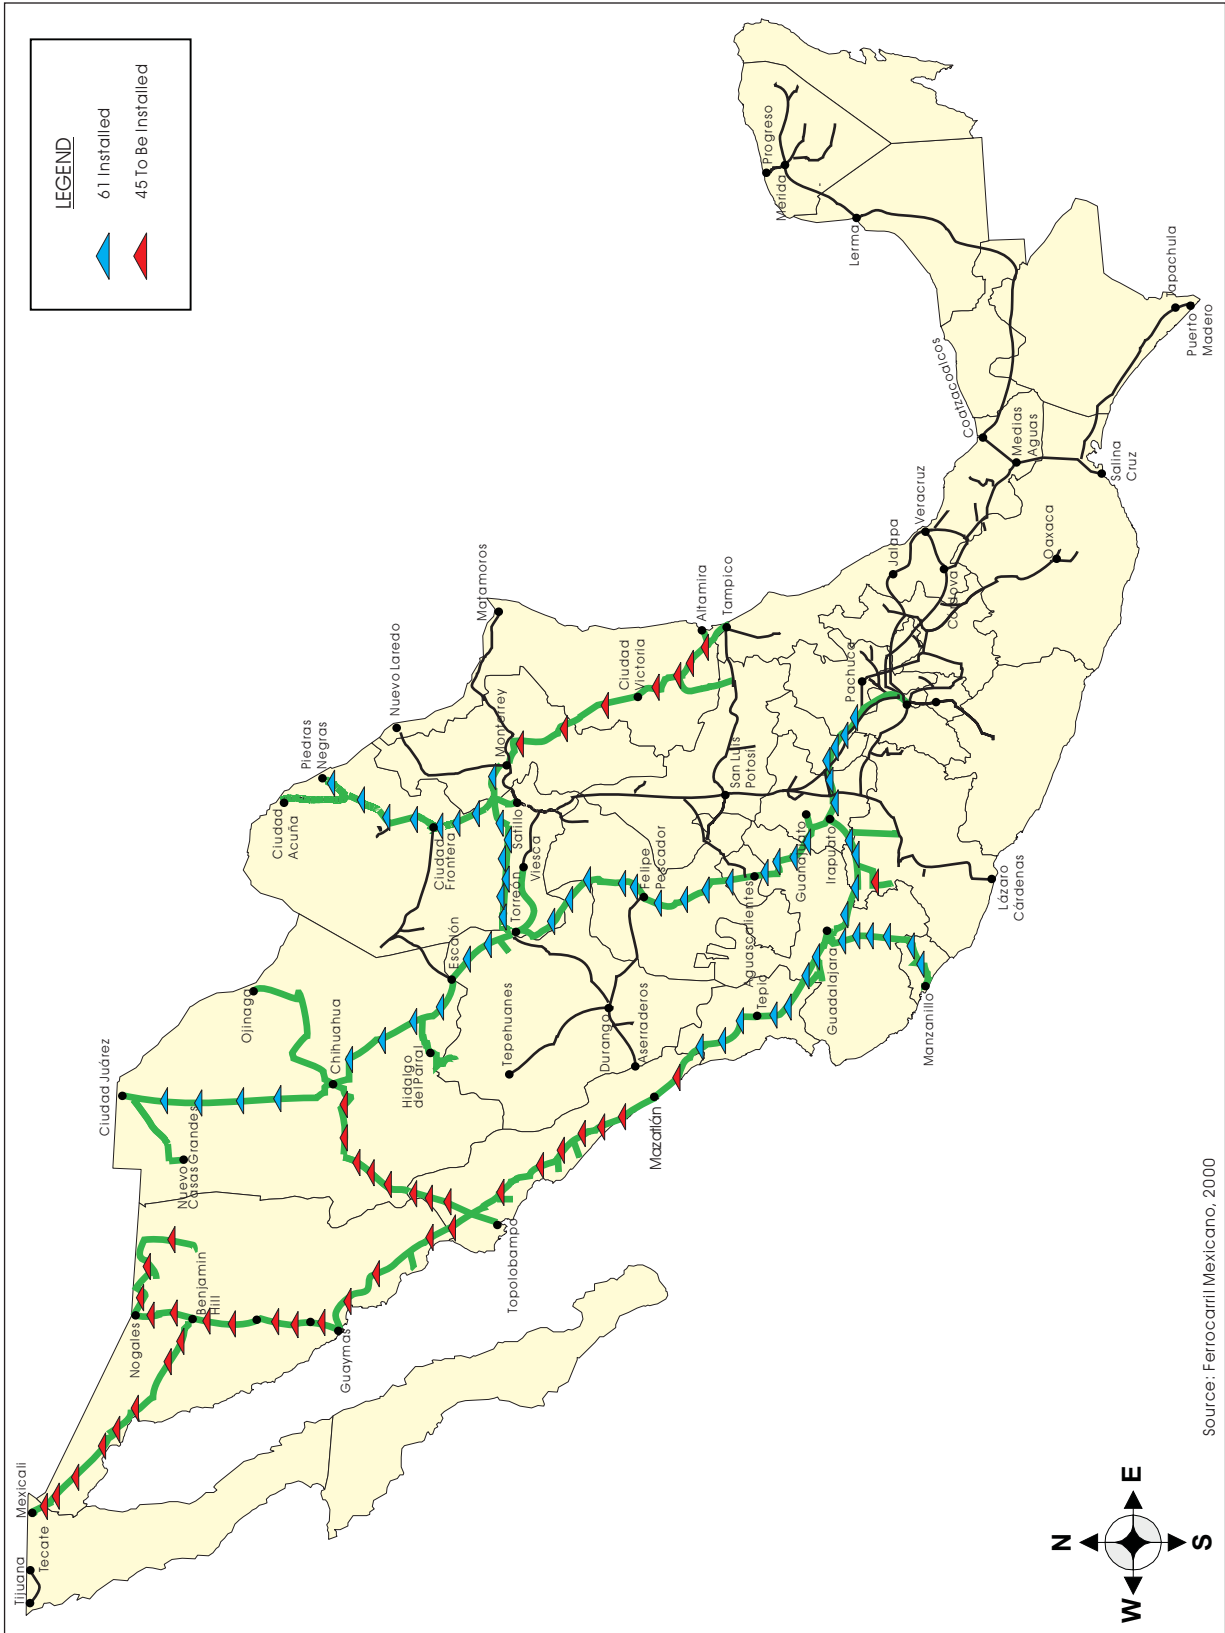 LEGEND
61 Installed
45 To Be Installed
Tijuana
Tecate
Mexicali
Nogales
Benjamin
Hill
Guaymas
Nuevo
Casas Grandes
Ciudad Juárez
Ojinaga
Chihuahua
Hidalgo
del Parral
Topolobampo
Escalón
Tepehuanes
Durango
Aserraderos
Mazatlán
Ciudad
Acuña
Piedras
Negras
Ciudad
Frontera
Nuevo Laredo
Monterrey
Matamoros
Satillo
Viesca
Torreón
Felipe
Pescador
Ciudad
Victoria
Altamira
Tampico
San Luis
Potosí
Aguascalientes
Tepic
Guadalajara
Manzanillo
Guanajuato
Irapuato
Lázaro
Cárdenas
Pachuca
Jalapa
Veracruz
Córdova
Oaxaca
Coatzacoalcos
Medias
Aguas
Salina
Cruz
Lerma
Merida
Progreso
Tapachula
Puerto
Madero
N
W
E
S
Source: Ferrocarril Mexicano, 2000